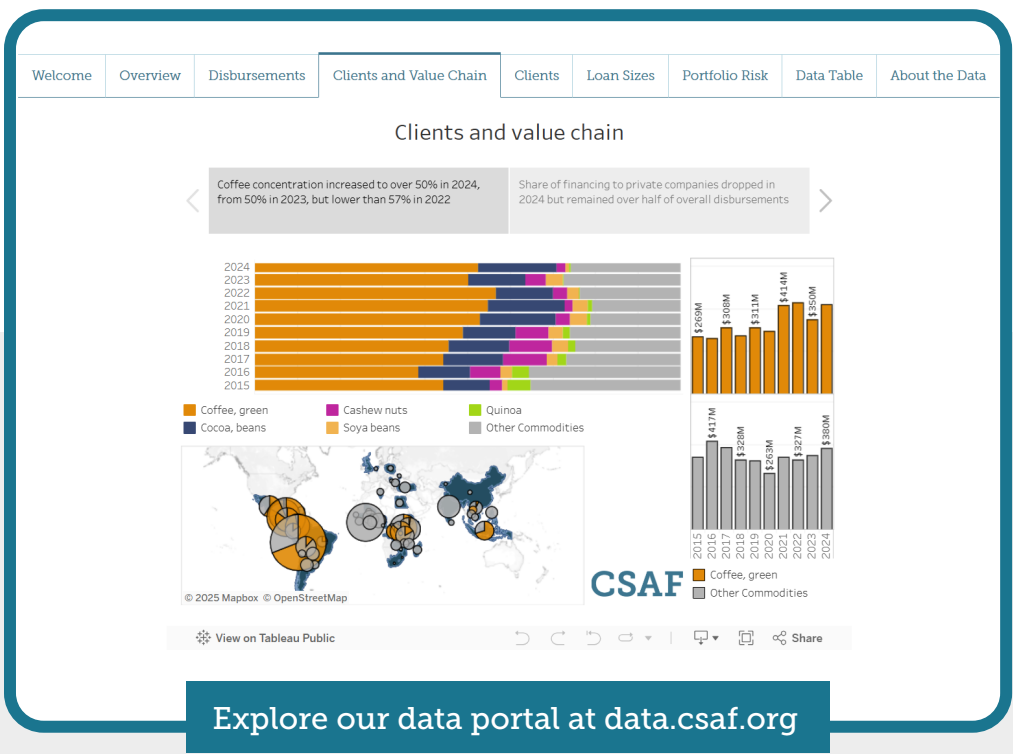 Welcome
Overview
Disbursements
Clients and Value Chain
Clients
Loan Sizes
Portfolio Risk
Data Table
About the Data
Clients and value chain
Coffee concentration increased to over 50% in 2024,
from 50% in 2023, but lower than 57% in 2022
Share of financing to private companies dropped in
2024 but remained over half of overall disbursements
2024
2023
2022
2021
2020
2019
2018
2017
2016
2015
Coffee, green
Cashew nuts
Quinoa
Cocoa, beans
Soya beans
Other Commodities
$269M
$308M
$311M
$414M
$350M
$417M
$328M
$263M
$327M
$380M
2015
2016
2017
2018
2019
2020
2021
2022
2023
2024
Coffee, green
Other Commodities
© 2025 Mapbox © OpenStreetMap
CSAF
View on Tableau Public
Share
Explore our data portal at data.csaf.org